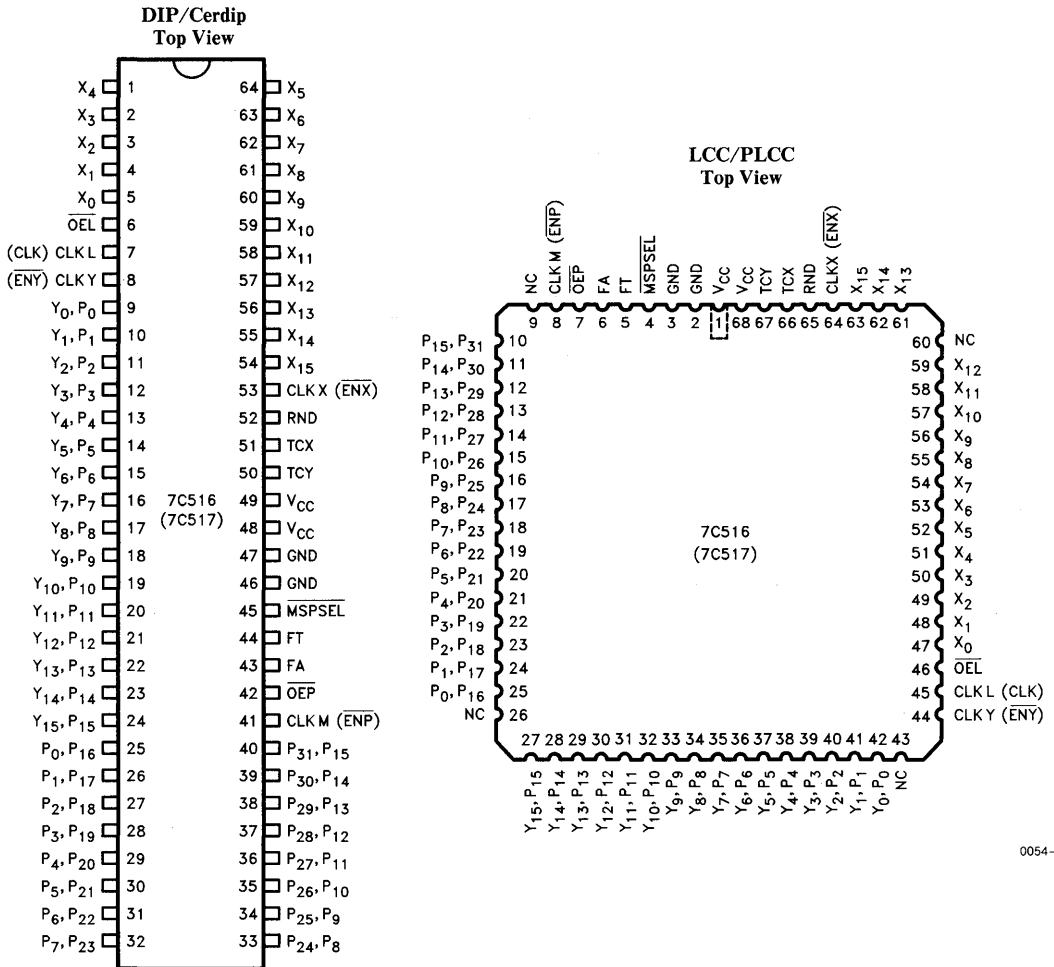 DIP/Cerdip
Top View
X4 1 64 X5
X3 2 63 X6
X2 3 62 X7
X1 4 61 X8
X0 5 60 X9
O̅E̅L̅ 6 59 X10
(CLK) CLKL 7 58 X11
(E̅N̅Y̅) CLKY 8 57 X12
Y0, P0 9 56 X13
Y1, P1 10 55 X14
Y2, P2 11 54 X15
Y3, P3 12 53 CLKX (E̅N̅X̅)
Y4, P4 13 52 RND
Y5, P5 14 51 TCX
Y6, P6 15 50 TCY
Y7, P7 16 7C516 49 VCC
Y8, P8 17 (7C517) 48 VCC
Y9, P9 18 47 GND
Y10, P10 19 46 GND
Y11, P11 20 45 M̅S̅P̅S̅E̅L̅
Y12, P12 21 44 FT
Y13, P13 22 43 FA
Y14, P14 23 42 O̅E̅P̅
Y15, P15 24 41 CLKM (E̅N̅P̅)
P0, P16 25 40 P31, P15
P1, P17 26 39 P30, P14
P2, P18 27 38 P29, P13
P3, P19 28 37 P28, P12
P4, P20 29 36 P27, P11
P5, P21 30 35 P26, P10
P6, P22 31 34 P25, P9
P7, P23 32 33 P24, P8
LCC/PLCC
Top View
NC CLKM (E̅N̅P̅) O̅E̅P̅ FA FT M̅S̅P̅S̅E̅L̅ GND GND VCC VCC TCY TCX RND CLKX (E̅N̅X̅) X15 X14 X13
9 8 7 6 5 4 3 2 1 68 67 66 65 64 63 62 61
P15, P31 10 60 NC
P14, P30 11 59 X12
P13, P29 12 58 X11
P12, P28 13 57 X10
P11, P27 14 56 X9
P10, P26 15 55 X8
P9, P25 16 54 X7
P8, P24 17 53 X6
P7, P23 18 7C516 52 X5
P6, P22 19 (7C517) 51 X4
P5, P21 20 50 X3
P4, P20 21 49 X2
P3, P19 22 48 X1
P2, P18 23 47 X0
P1, P17 24 46 O̅E̅L̅
P0, P16 25 45 CLKL (CLK)
NC 26 44 CLKY (E̅N̅Y̅)
27 28 29 30 31 32 33 34 35 36 37 38 39 40 41 42 43
Y15, P15 Y14, P14 Y13, P13 Y12, P12 Y11, P11 Y10, P10 Y9, P9 Y8, P8 Y7, P7 Y6, P6 Y5, P5 Y4, P4 Y3, P3 Y2, P2 Y1, P1 Y0, P0 NC
0054-